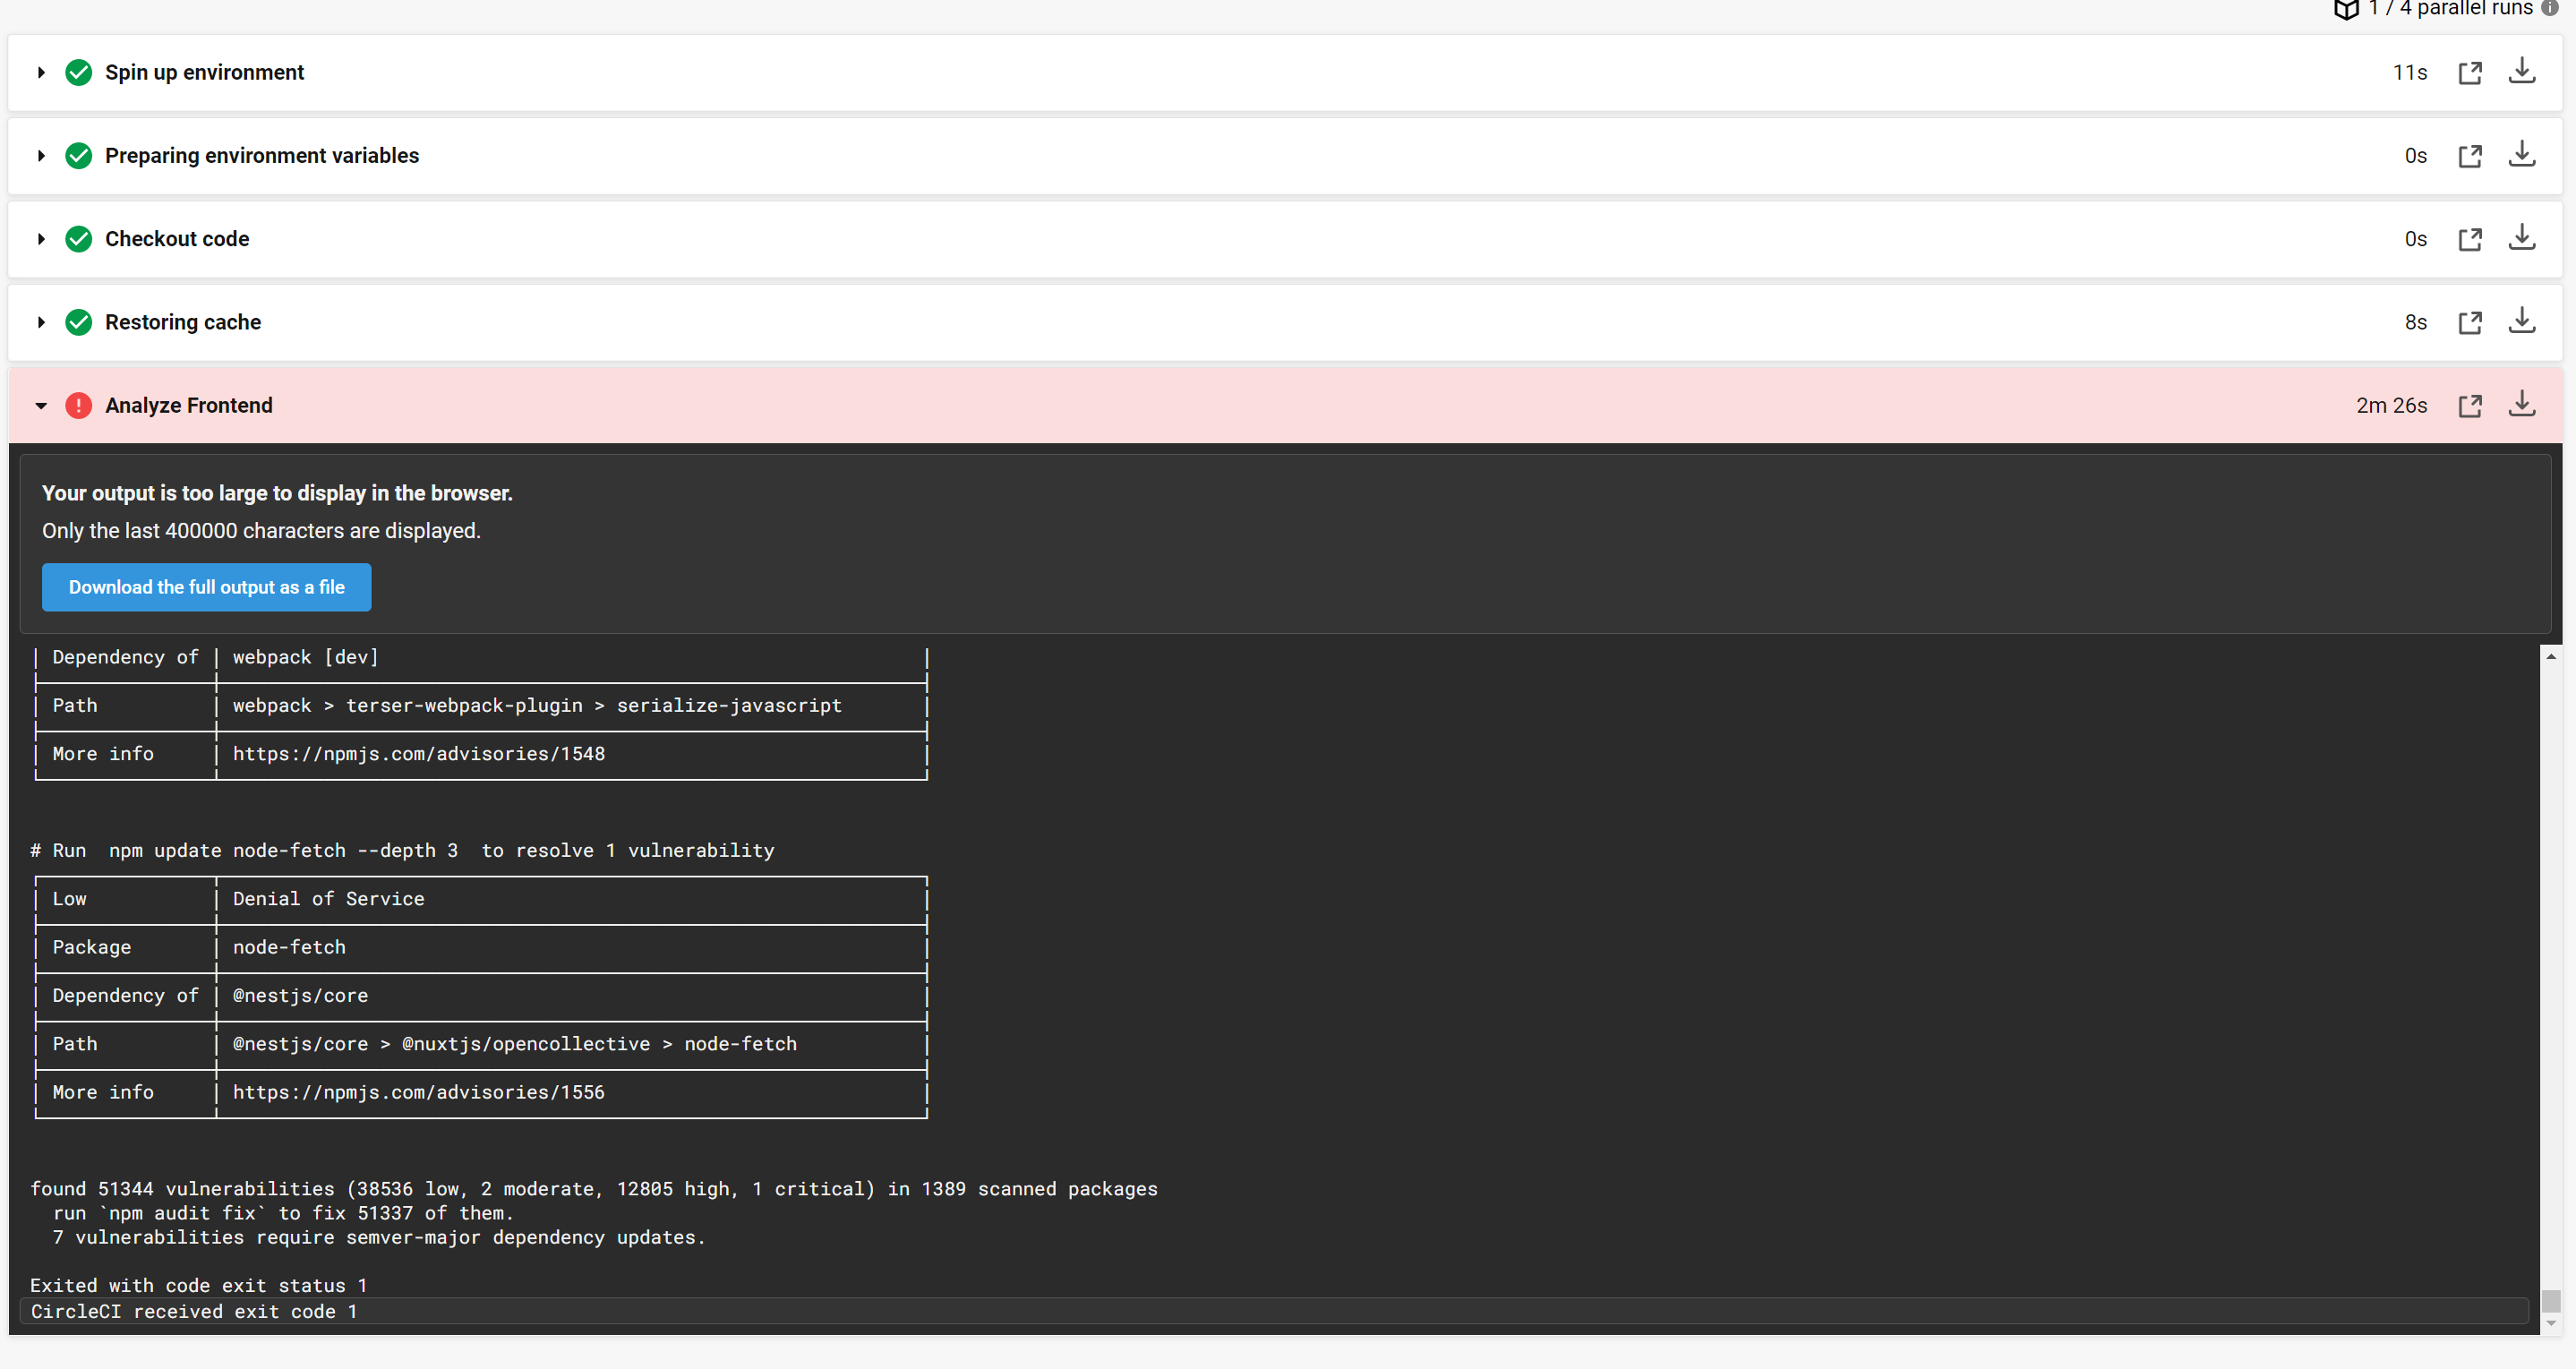 1 / 4 parallel runs
Spin up environment 11s
Preparing environment variables 0s
Checkout code 0s
Restoring cache 8s
Analyze Frontend 2m 26s
Your output is too large to display in the browser.
Only the last 400000 characters are displayed.
Download the full output as a file
Dependency of webpack [dev]
Path webpack > terser-webpack-plugin > serialize-javascript
More info https://npmjs.com/advisories/1548
# Run  npm update node-fetch --depth 3  to resolve 1 vulnerability
Low Denial of Service
Package node-fetch
Dependency of @nestjs/core
Path @nestjs/core > @nuxtjs/opencollective > node-fetch
More info https://npmjs.com/advisories/1556
found 51344 vulnerabilities (38536 low, 2 moderate, 12805 high, 1 critical) in 1389 scanned packages
run `npm audit fix` to fix 51337 of them.
7 vulnerabilities require semver-major dependency updates.
Exited with code exit status 1
CircleCI received exit code 1